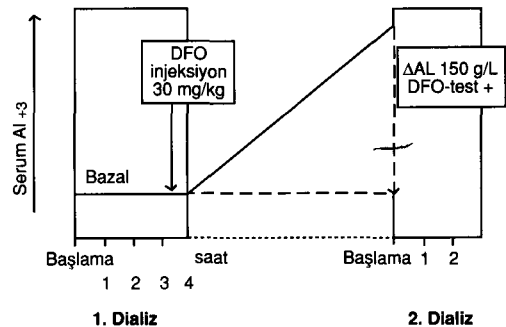 Serum Al +3
DFO
injeksiyon
30 mg/kg
Bazal
ΔAL 150 g/L
DFO-test +
Başlama
1 2 3 4
saat
Başlama
1 2
1. Dializ
2. Dializ